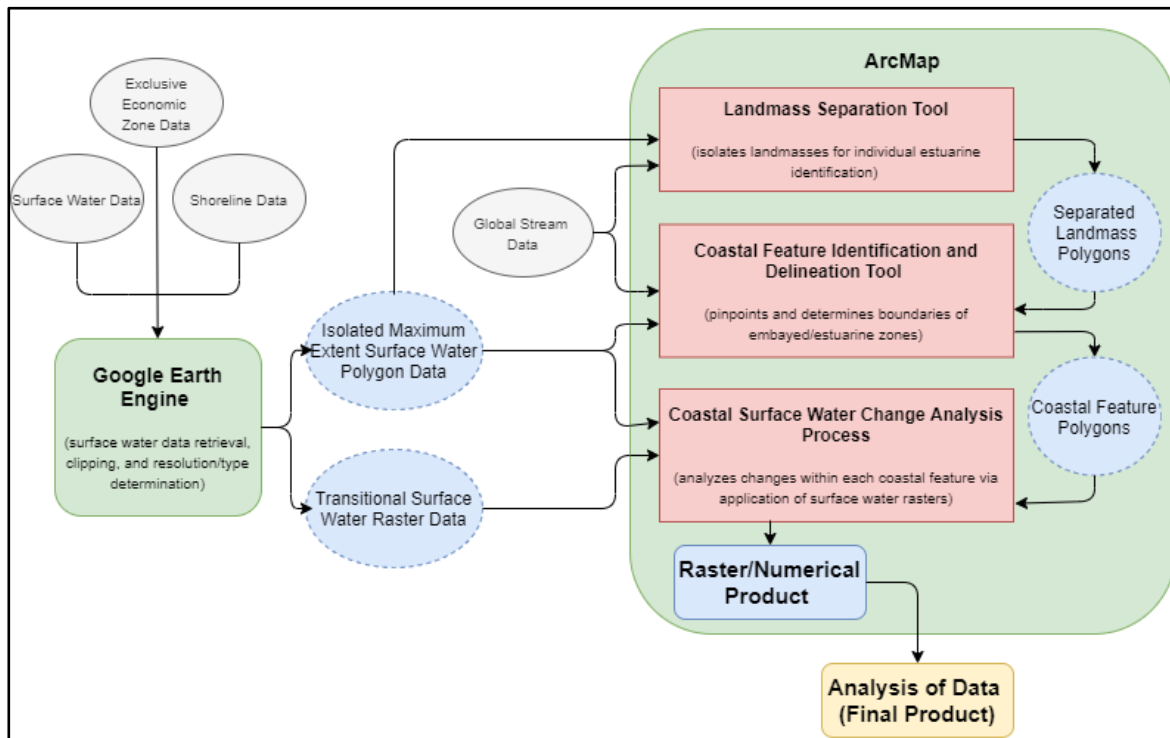 ArcMap
Exclusive
Economic
Zone Data
Surface Water Data
Shoreline Data
Global Stream
Data
Landmass Separation Tool
(isolates landmasses for individual estuarine
identification)
Separated
Landmass
Polygons
Coastal Feature Identification and
Delineation Tool
(pinpoints and determines boundaries of
embayed/estuarine zones)
Isolated Maximum
Extent Surface Water
Polygon Data
Google Earth
Engine
(surface water data retrieval,
clipping, and resolution/type
determination)
Coastal Surface Water Change Analysis
Process
(analyzes changes within each coastal feature via
application of surface water rasters)
Coastal Feature
Polygons
Transitional Surface
Water Raster Data
Raster/Numerical
Product
Analysis of Data
(Final Product)